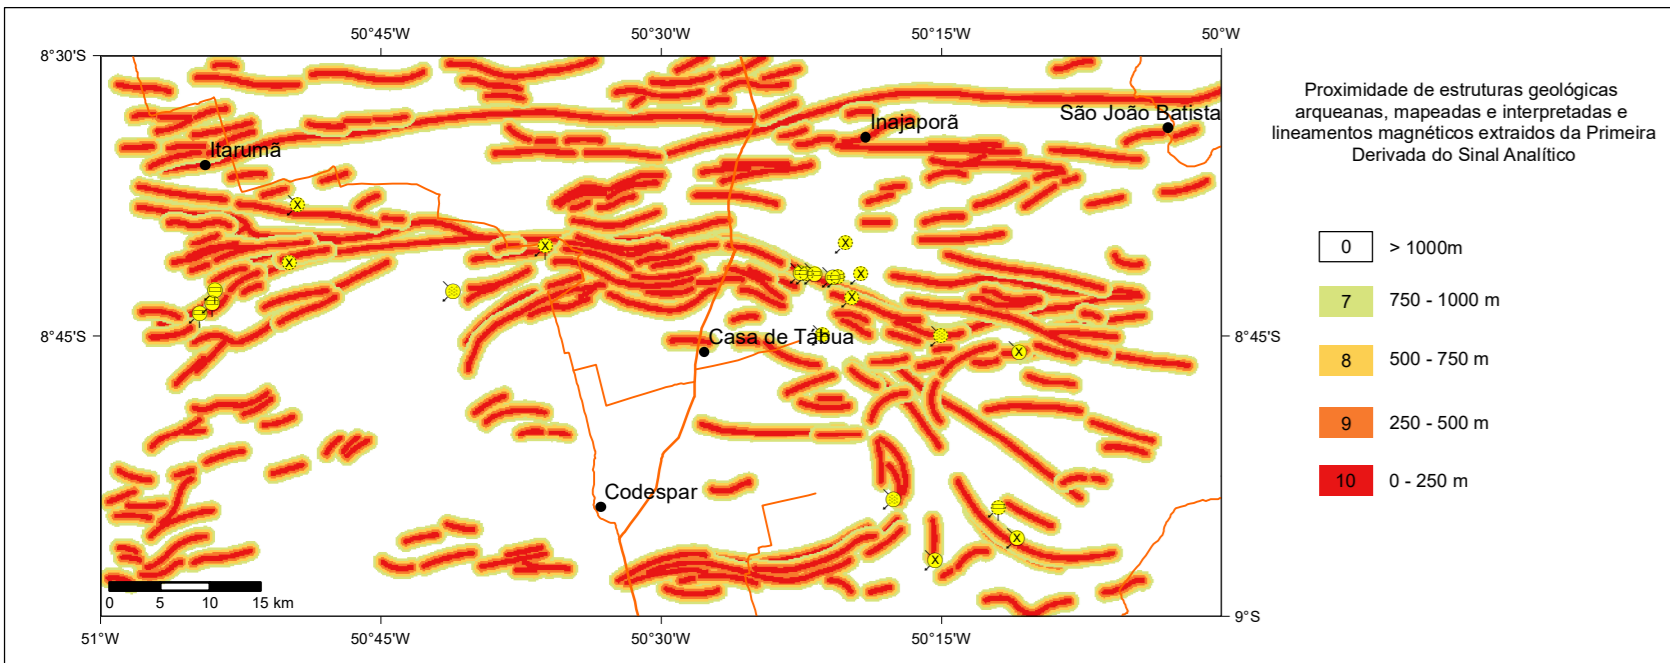 50°45'W 50°30'W 50°15'W 50°W
8°30'S
Proximidade de estruturas geológicas
arqueanas, mapeadas e interpretadas e
lineamentos magnéticos extraidos da Primeira
Derivada do Sinal Analítico
São João Batista
Inajaporã
Itarumã
0 > 1000m
7 750 - 1000 m
8°45'S
8°45'S
Casa de Tábua
8 500 - 750 m
9 250 - 500 m
10 0 - 250 m
Codespar
0 5 10 15 km
9°S
51°W 50°45'W 50°30'W 50°15'W
X
X
X
X
X
X
X
X
X